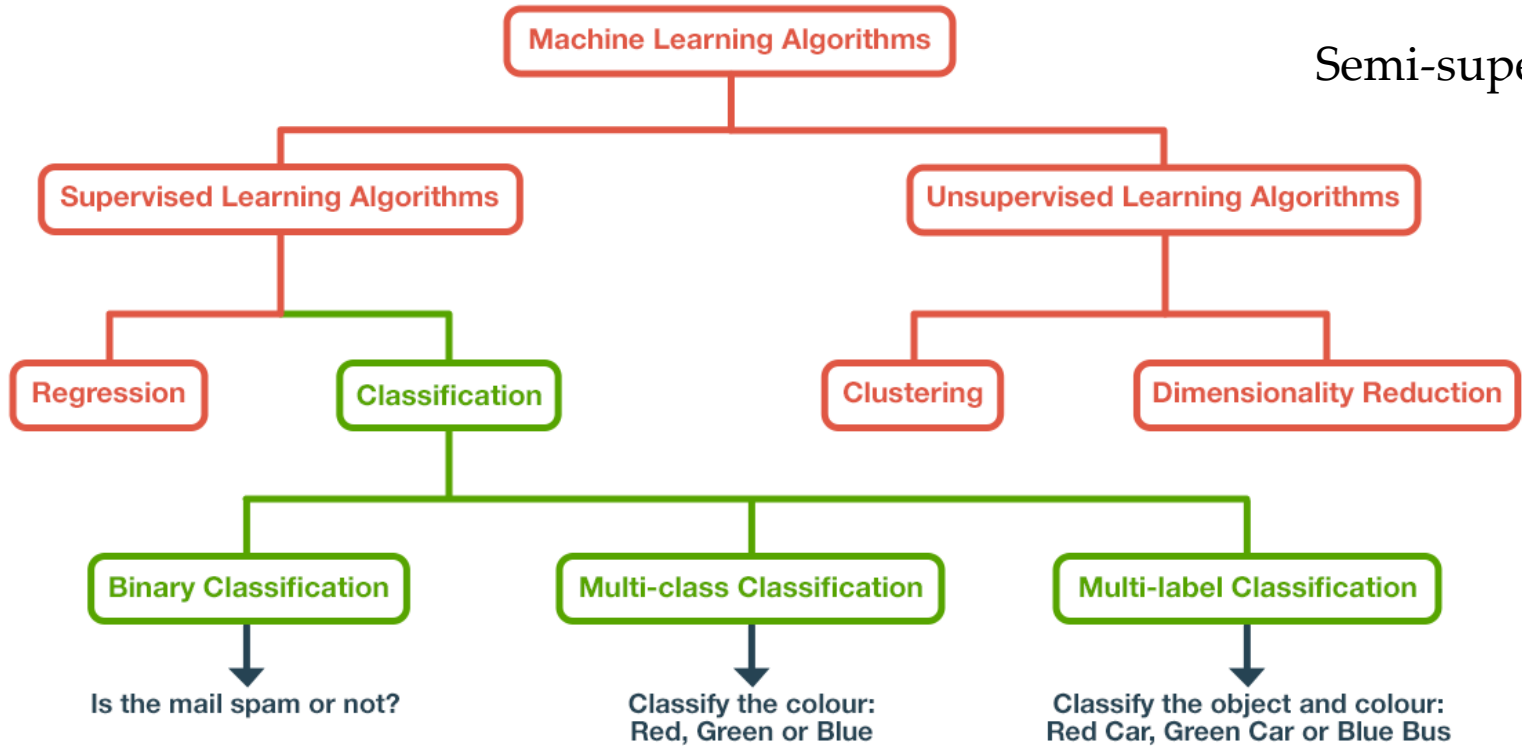 Machine Learning Algorithms
Supervised Learning Algorithms
Unsupervised Learning Algorithms
Regression
Classification
Clustering
Dimensionality Reduction
Binary Classification
Multi-class Classification
Multi-label Classification
Is the mail spam or not?
Classify the colour:
Red, Green or Blue
Classify the object and colour:
Red Car, Green Car or Blue Bus